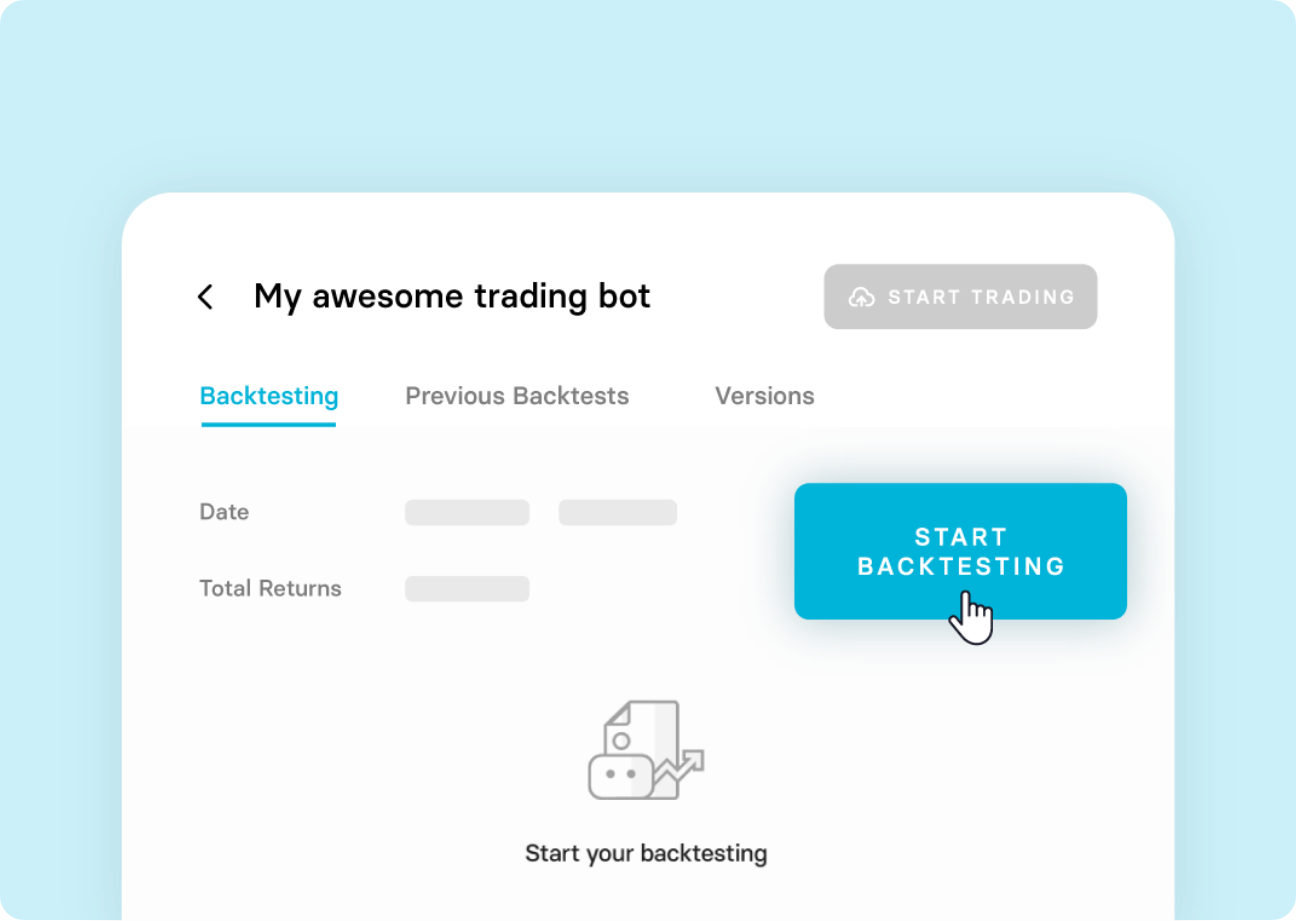 My awesome trading bot
START TRADING
Backtesting
Previous Backtests
Versions
Date
START
BACKTESTING
Total Returns
Start your backtesting